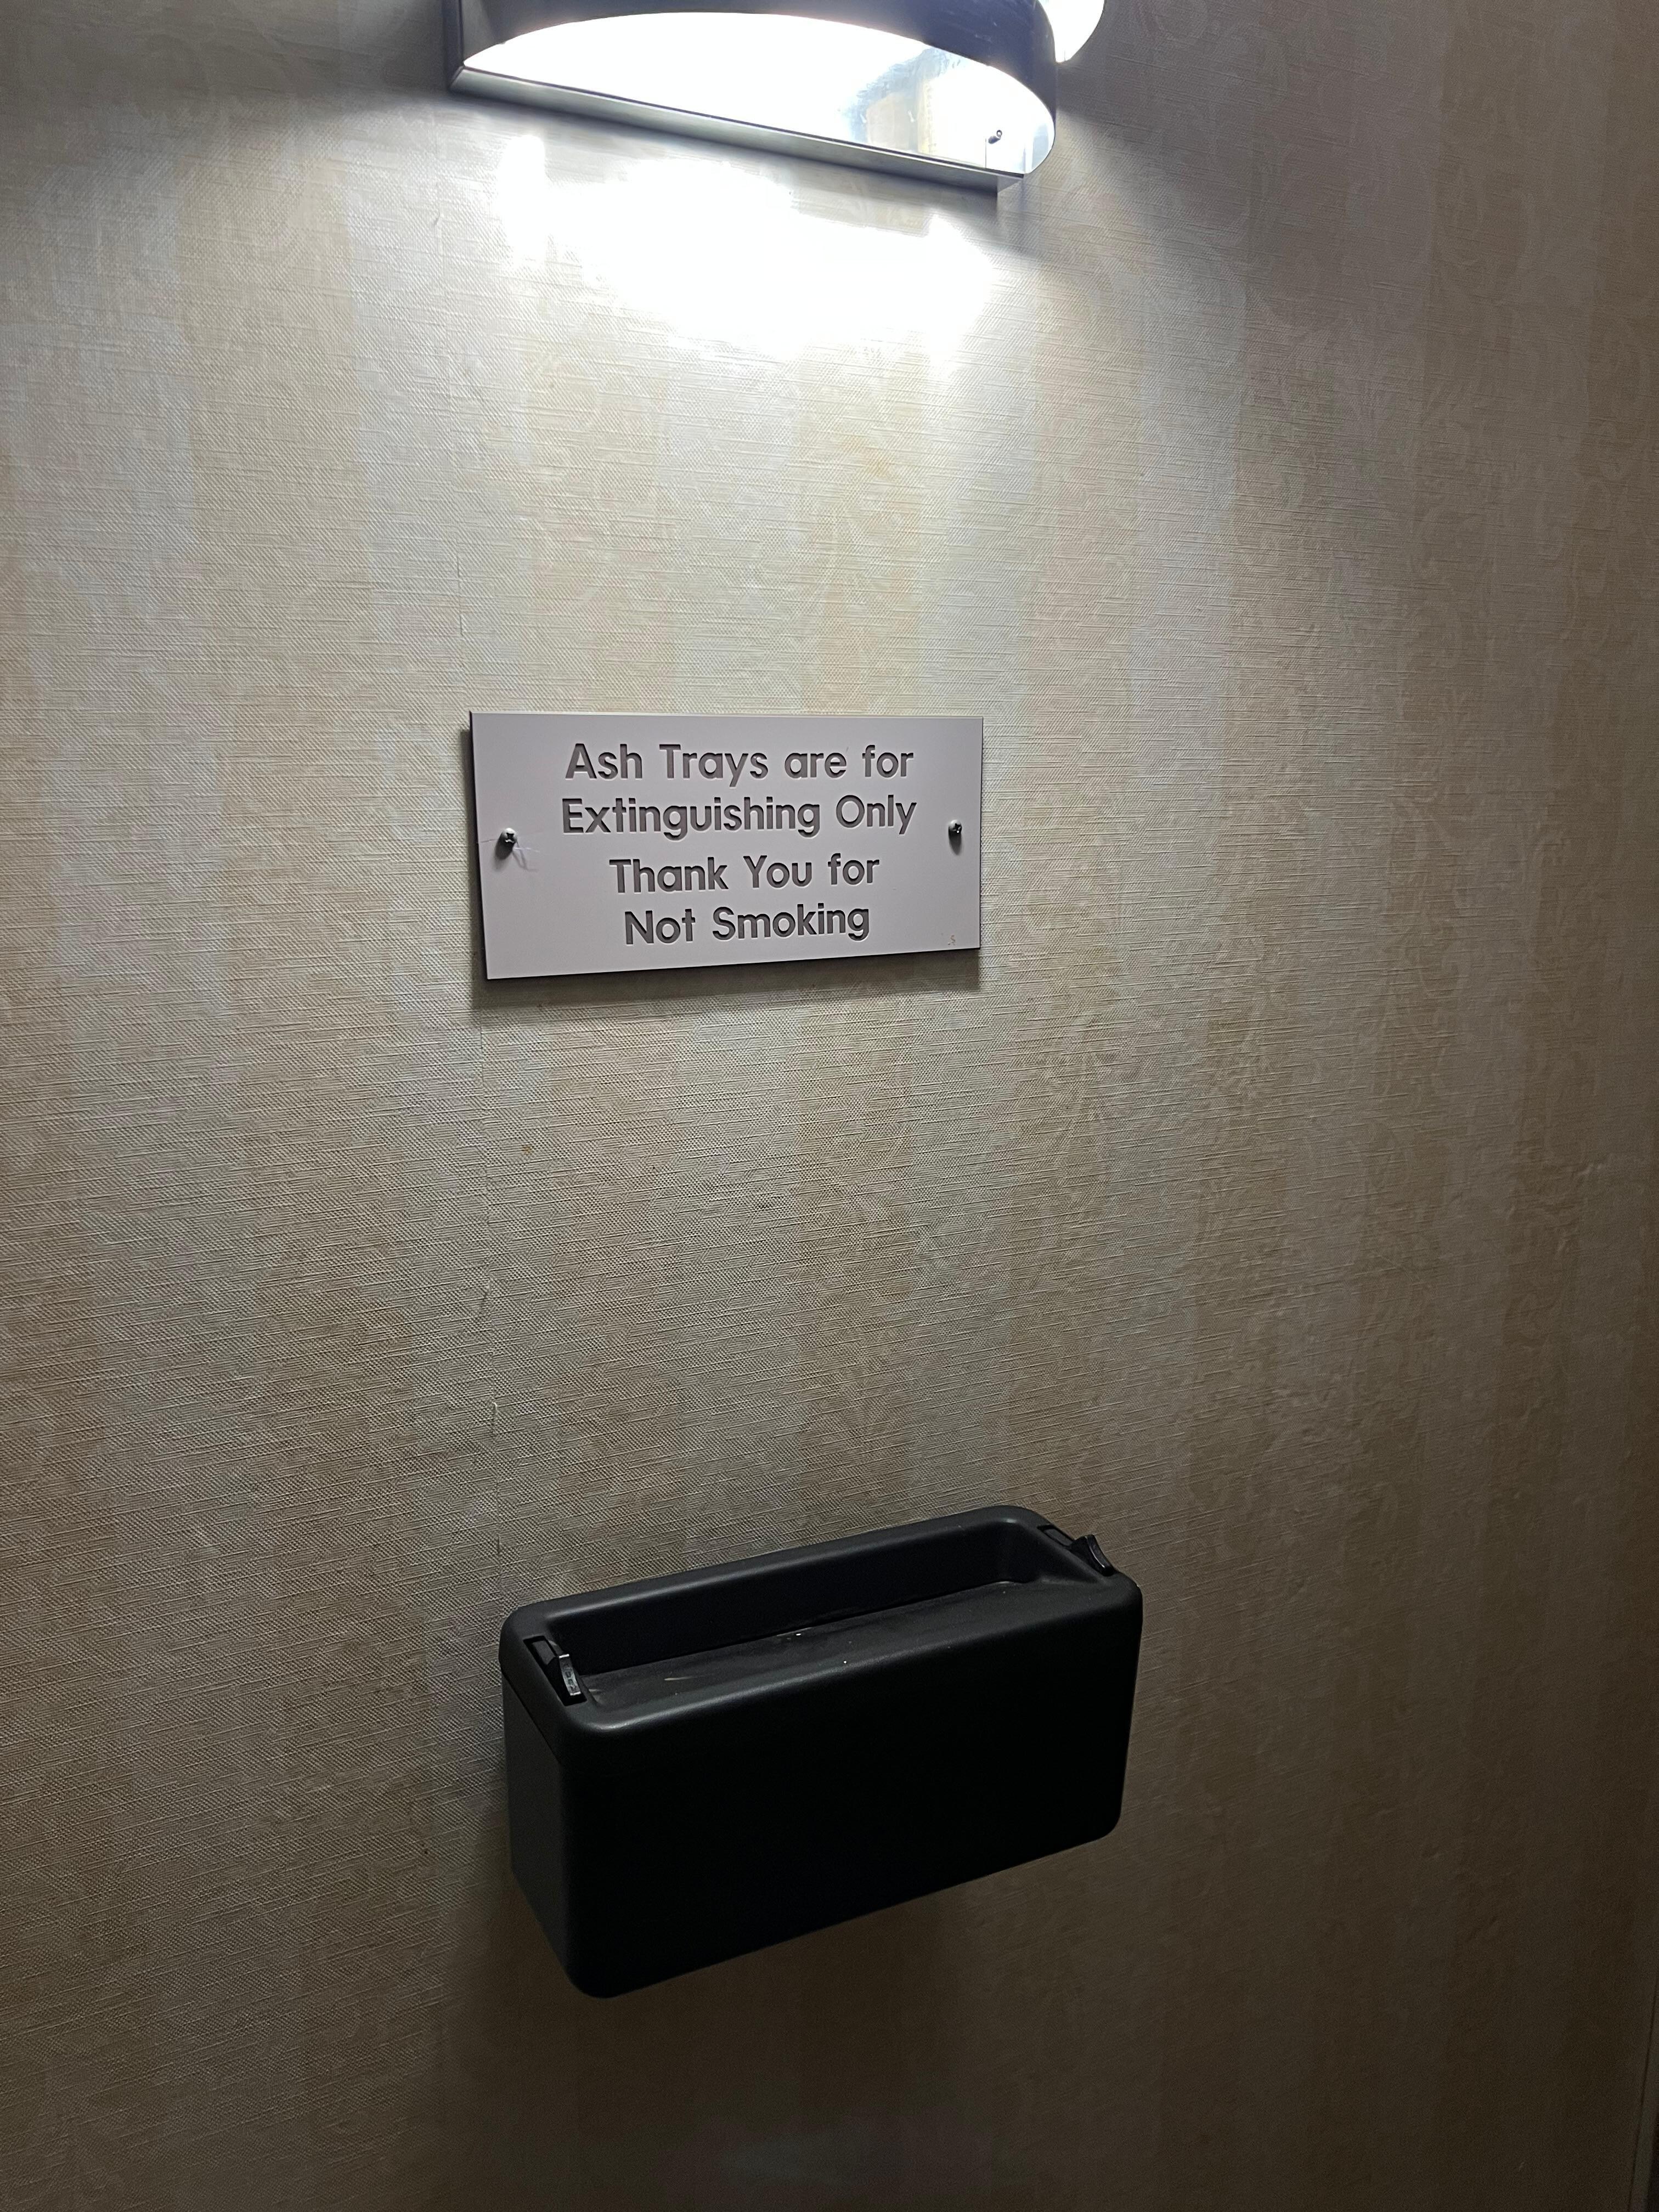 Ash Trays are for
Extinguishing Only
Thank You for
Not Smoking